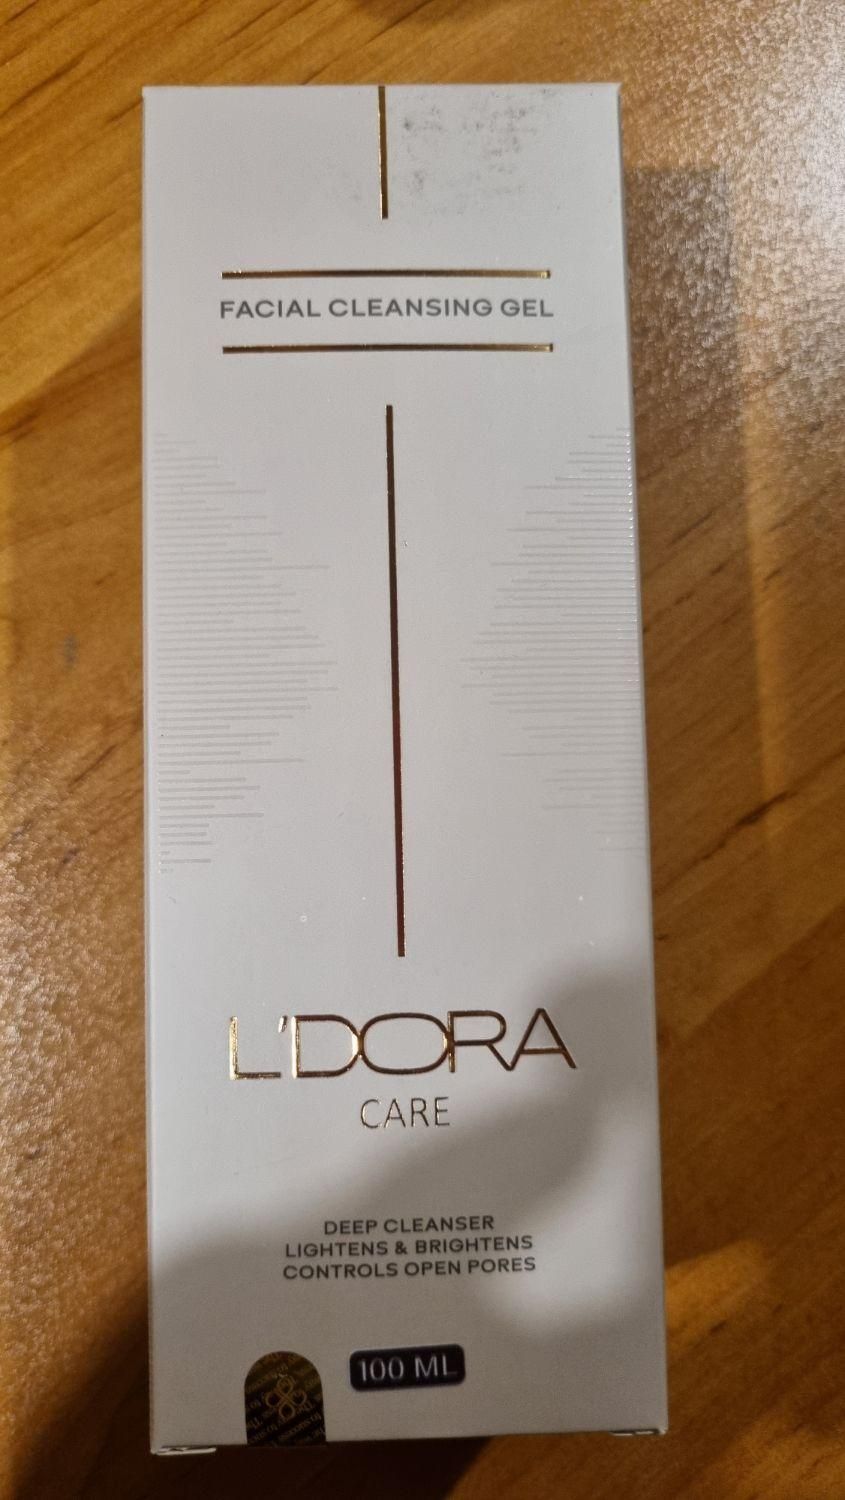 FACIAL CLEANSING GEL
L'DORA
CARE
DEEP CLEANSER
LIGHTENS & BRIGHTENS
CONTROLS OPEN PORES
100 ML